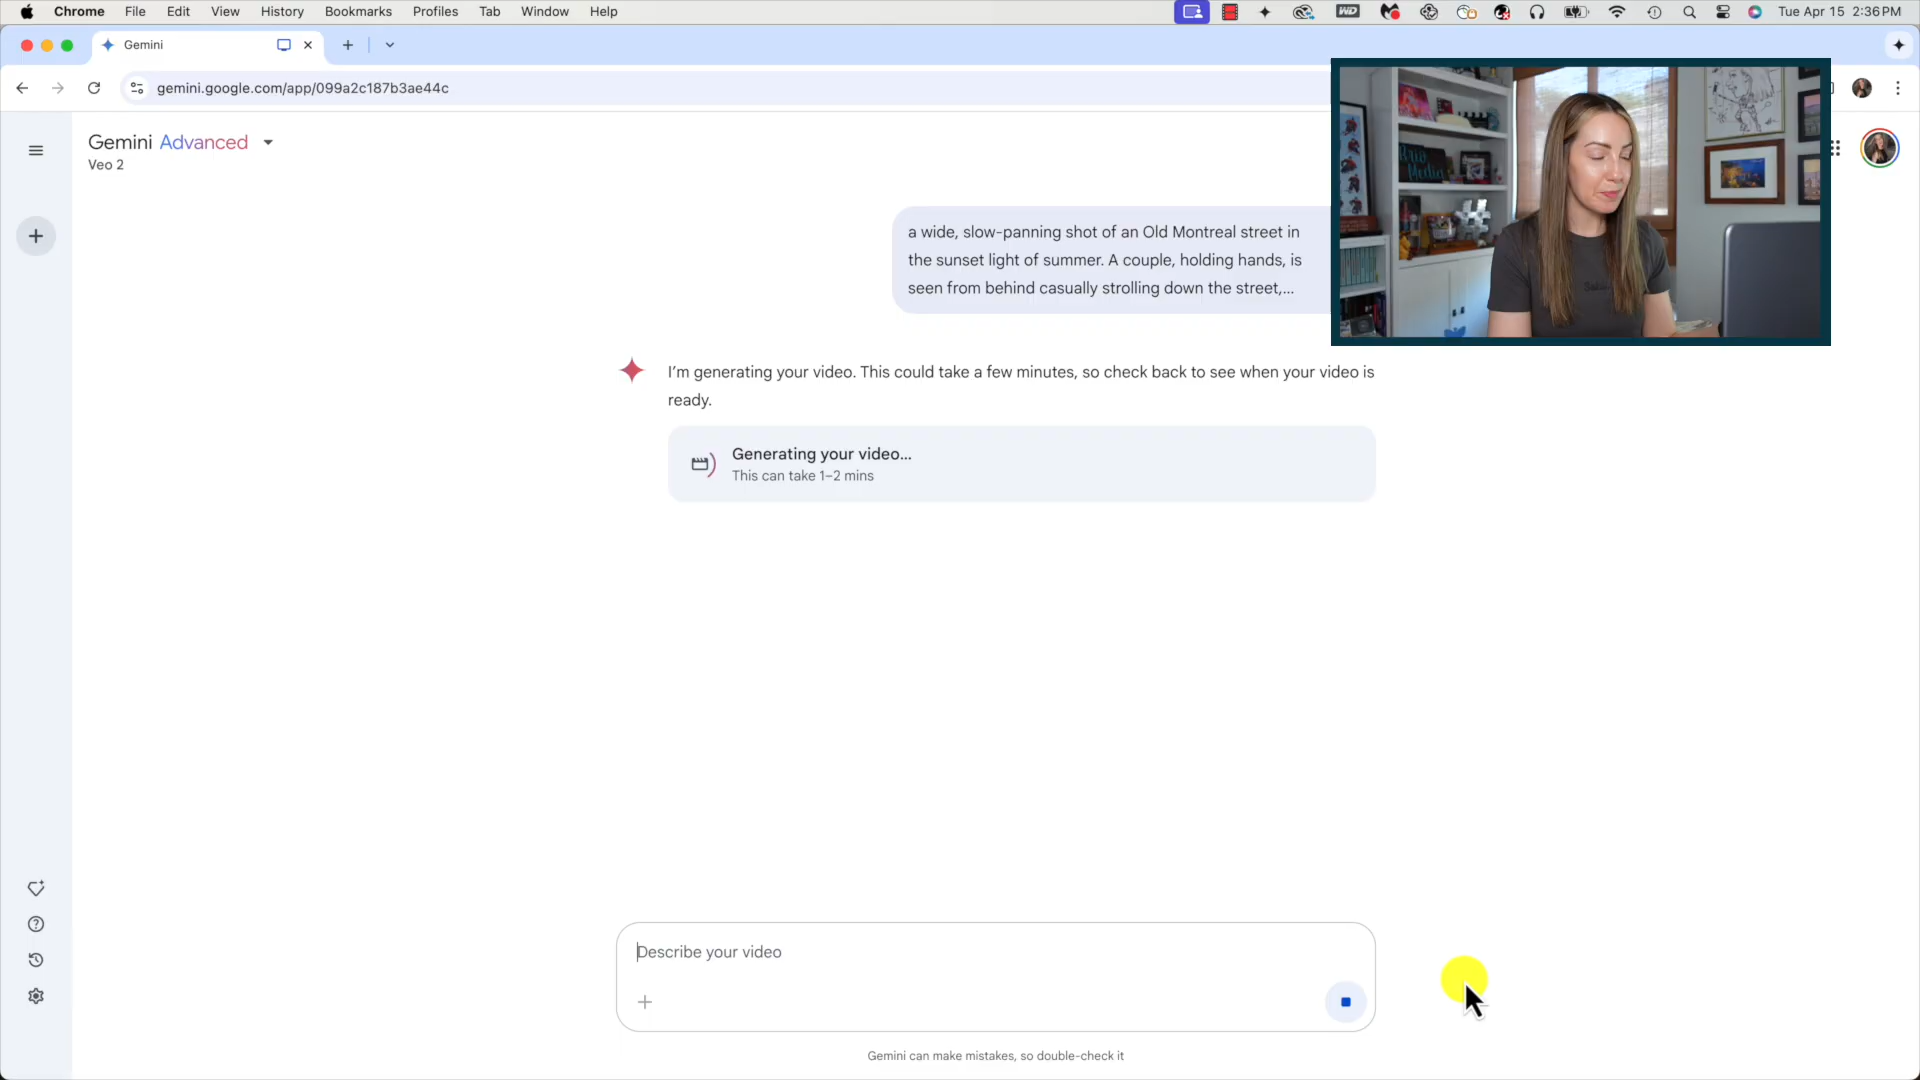 Chrome File Edit View History Bookmarks Profiles Tab Window Help
WD
Tue Apr 15 2:36 PM
Gemini
gemini.google.com/app/099a2c187b3ae44c
Gemini Advanced
Veo 2
a wide, slow-panning shot of an Old Montreal street in
the sunset light of summer. A couple, holding hands, is
seen from behind casually strolling down the street,...
Brio
Media
I'm generating your video. This could take a few minutes, so check back to see when your video is
ready.
Generating your video...
This can take 1–2 mins
Describe your video
Gemini can make mistakes, so double-check it